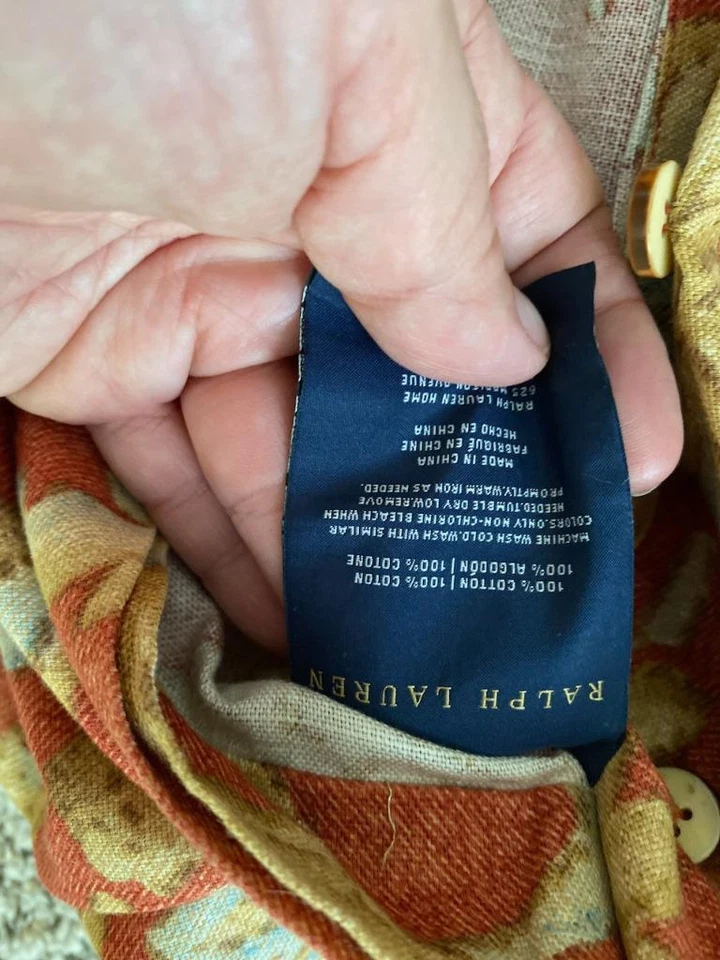 RALPH LAUREN
100% COTTON | 100% COTON
100% ALGODÓN | 100% COTONE
MACHINE WASH COLD.WASH WITH SIMILAR
COLORS.ONLY NON-CHLORINE BLEACH WHEN
NEEDED.TUMBLE DRY LOW.REMOVE
PROMPTLY.WARM IRON AS NEEDED.
MADE IN CHINA
FABRIQUÉ EN CHINE
HECHO EN CHINA
RALPH LAUREN HOME
625 MADISON AVENUE